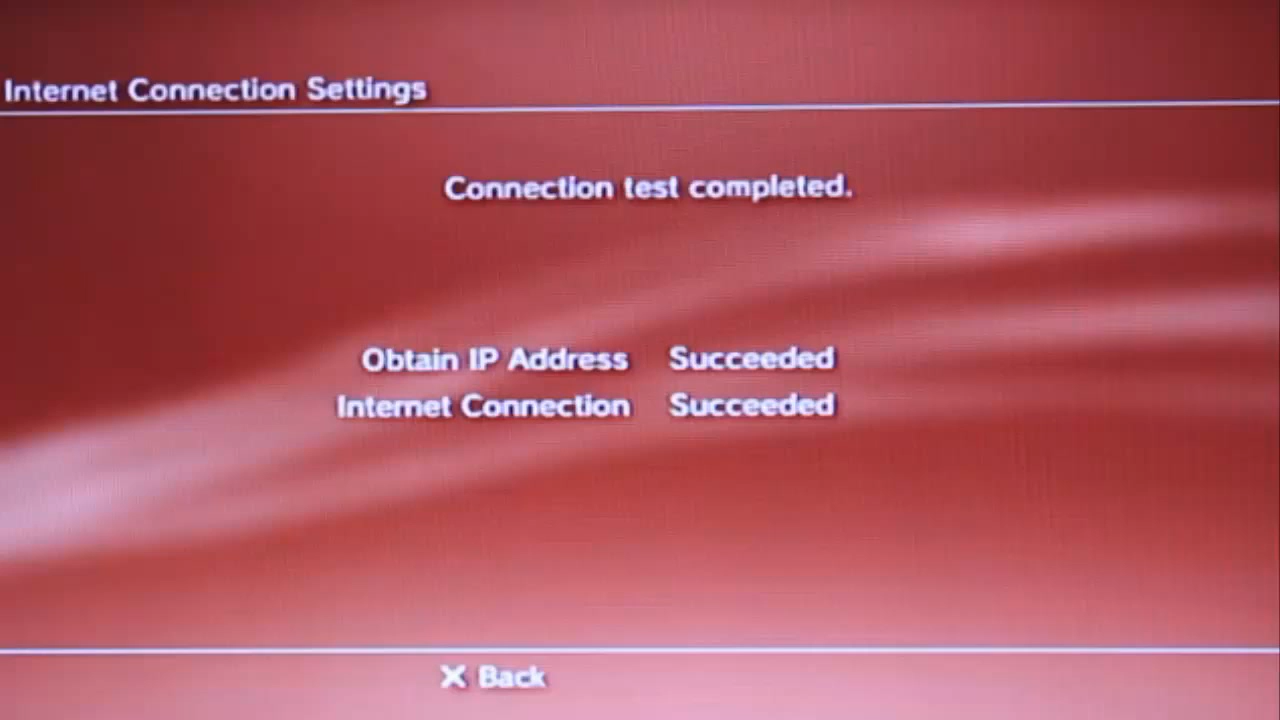 Internet Connection Settings
Connection test completed.
Obtain IP Address Succeeded
Internet Connection Succeeded
X Back